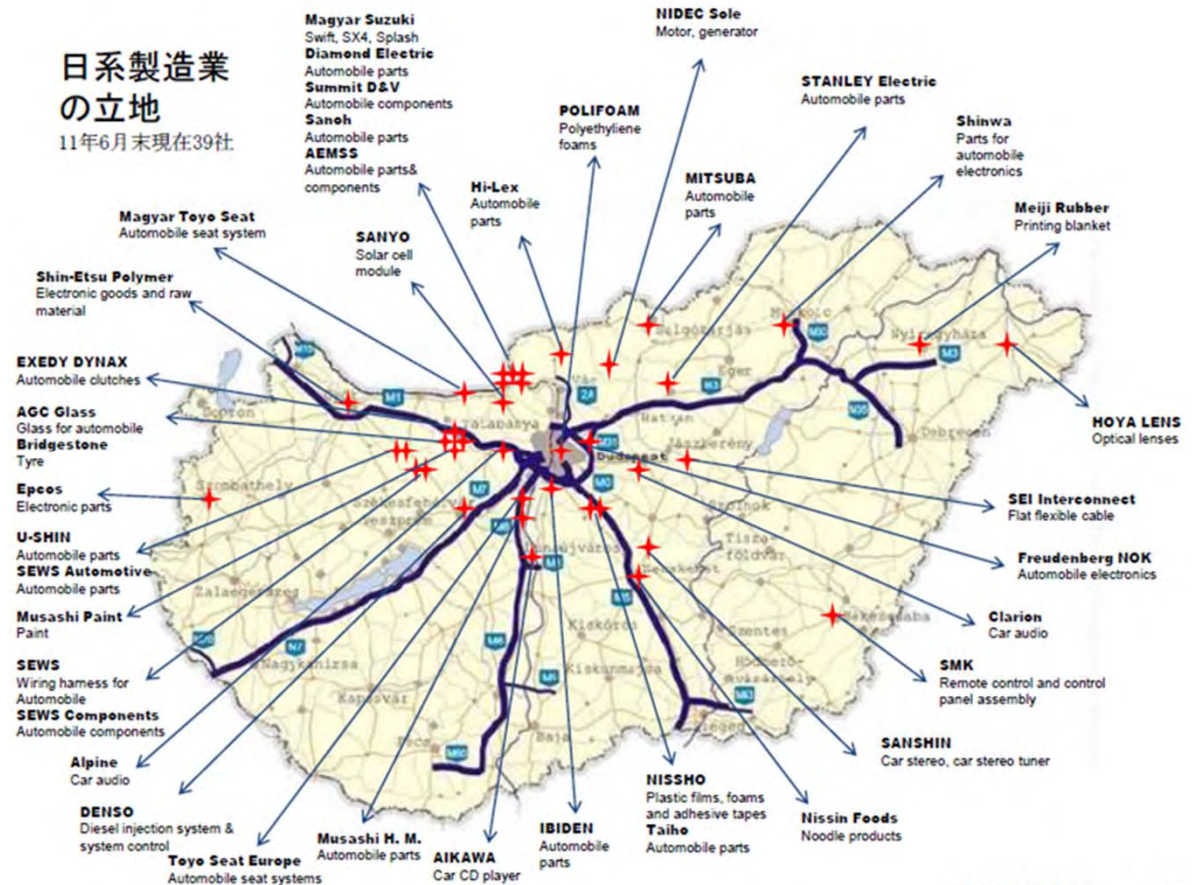 日系製造業
の立地
11年6月末現在39社
Magyar Suzuki
Swift, SX4, Splash
Diamond Electric
Automobile parts
Summit D&V
Automobile components
Sanoh
Automobile parts
AEMSS
Automobile parts&
components
NIDEC Sole
Motor, generator
POLIFOAM
Polyethyliene
foams
STANLEY Electric
Automobile parts
Shinwa
Parts for
automobile
electronics
Hi-Lex
Automobile
parts
MITSUBA
Automobile
parts
Meiji Rubber
Printing blanket
Magyar Toyo Seat
Automobile seat system
SANYO
Solar cell
module
Shin-Etsu Polymer
Electronic goods and raw
material
EXEDY DYNAX
Automobile clutches
AGC Glass
Glass for automobile
Bridgestone
Tyre
Epcos
Electronic parts
U-SHIN
Automobile parts
SEWS Automotive
Automobile parts
Musashi Paint
Paint
SEWS
Wiring harness for
Automobile
SEWS Components
Automobile components
Alpine
Car audio
DENSO
Diesel injection system &
system control
Toyo Seat Europe
Automobile seat systems
Musashi H. M.
Automobile parts
AIKAWA
Car CD player
IBIDEN
Automobile
parts
NISSHO
Plastic films, foams
and adhesive tapes
Taiho
Automobile parts
Nissin Foods
Noodle products
SANSHIN
Car stereo, car stereo tuner
SMK
Remote control and control
panel assembly
Clarion
Car audio
Freudenberg NOK
Automobile electronics
SEI Interconnect
Flat flexible cable
HOYA LENS
Optical lenses
Nyíregyháza
M30
M3
Eger
M3
M35
Vác
2A
M1
Sopron
Hatvan
Debrecen
Jászberény
M31
Budapest
M0
Szombathely
M7
Székesfehérvár
Veszprém
Szolnok
Tisza-
földvár
Dunaújváros
Kecskemét
Zalaegerszeg
Békéscsaba
Kiskőrös
Szentes
Nagykanizsa
Kiskunmajsa
Kaposvár
Pécs
M60
Baja
Szeged